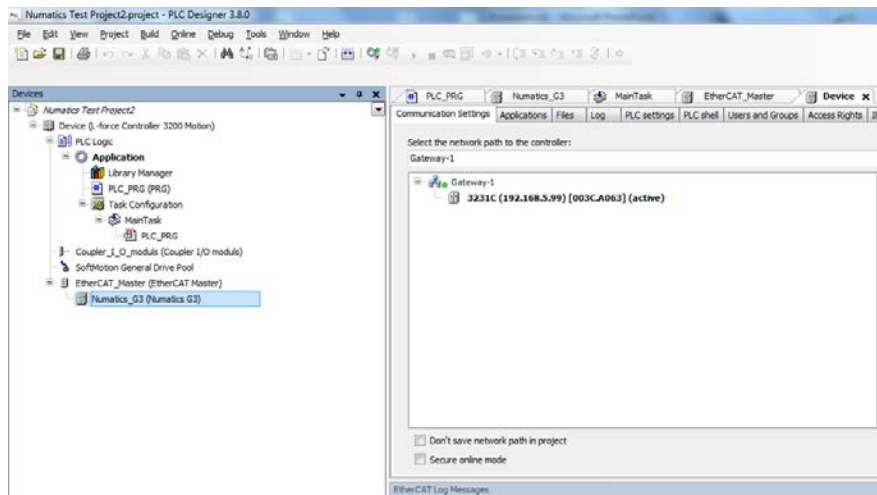 Numatics Test Project2.project - PLC Designer 3.8.0
File Edit View Project Build Online Debug Tools Window Help
Devices
Numatics Test Project2
Device (L-force Controller 3200 Motion)
PLC Logic
Application
Library Manager
PLC_PRG (PRG)
Task Configuration
MainTask
PLC_PRG
Coupler_I_O_moduls (Coupler I/O moduls)
SoftMotion General Drive Pool
EtherCAT_Master (EtherCAT Master)
Numatics_G3 (Numatics G3)
PLC_PRG Numatics_G3 MainTask EtherCAT_Master Device
Communication Settings Applications Files Log PLC settings PLC shell Users and Groups Access Rights
Select the network path to the controller:
Gateway-1
Gateway-1
3231C (192.168.5.99) [003C.A063] (active)
Don't save network path in project
Secure online mode
EtherCAT Log Messages